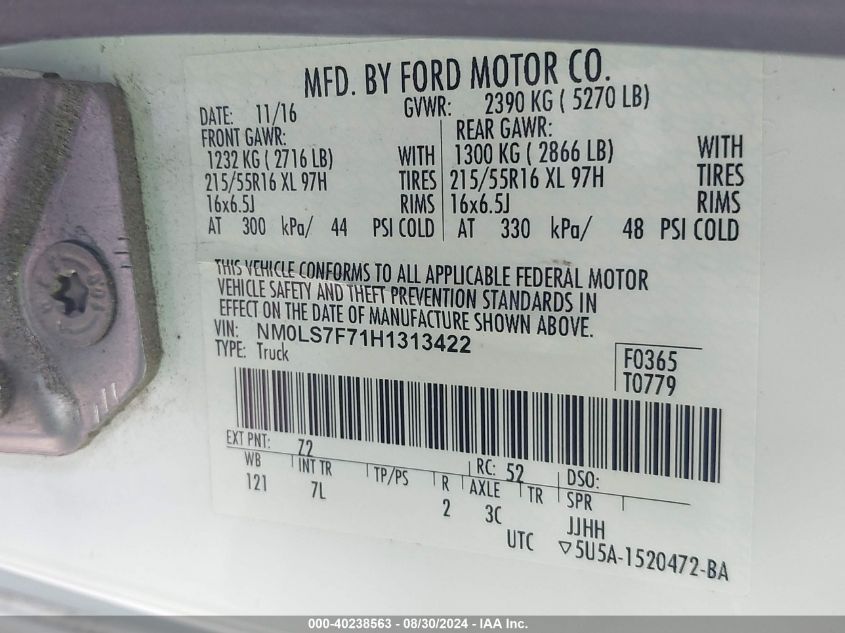 MFD. BY FORD MOTOR CO.
DATE: 11/16 GVWR: 2390 KG ( 5270 LB)
FRONT GAWR: REAR GAWR:
1232 KG ( 2716 LB) WITH 1300 KG ( 2866 LB) WITH
215/55R16 XL 97H TIRES 215/55R16 XL 97H TIRES
16x6.5J RIMS 16x6.5J RIMS
AT 300 kPa/ 44 PSI COLD AT 330 kPa/ 48 PSI COLD
THIS VEHICLE CONFORMS TO ALL APPLICABLE FEDERAL MOTOR
VEHICLE SAFETY AND THEFT PREVENTION STANDARDS IN
EFFECT ON THE DATE OF MANUFACTURE SHOWN ABOVE.
VIN: NM0LS7F71H1313422
TYPE: Truck
F0365
T0779
EXT PNT: Z2 RC: 52 DSO:
WB INT TR TP/PS R AXLE TR SPR
121 7L 2 3C JJHH
UTC ▽5U5A-1520472-BA
000-40238563 - 08/30/2024 - IAA Inc.